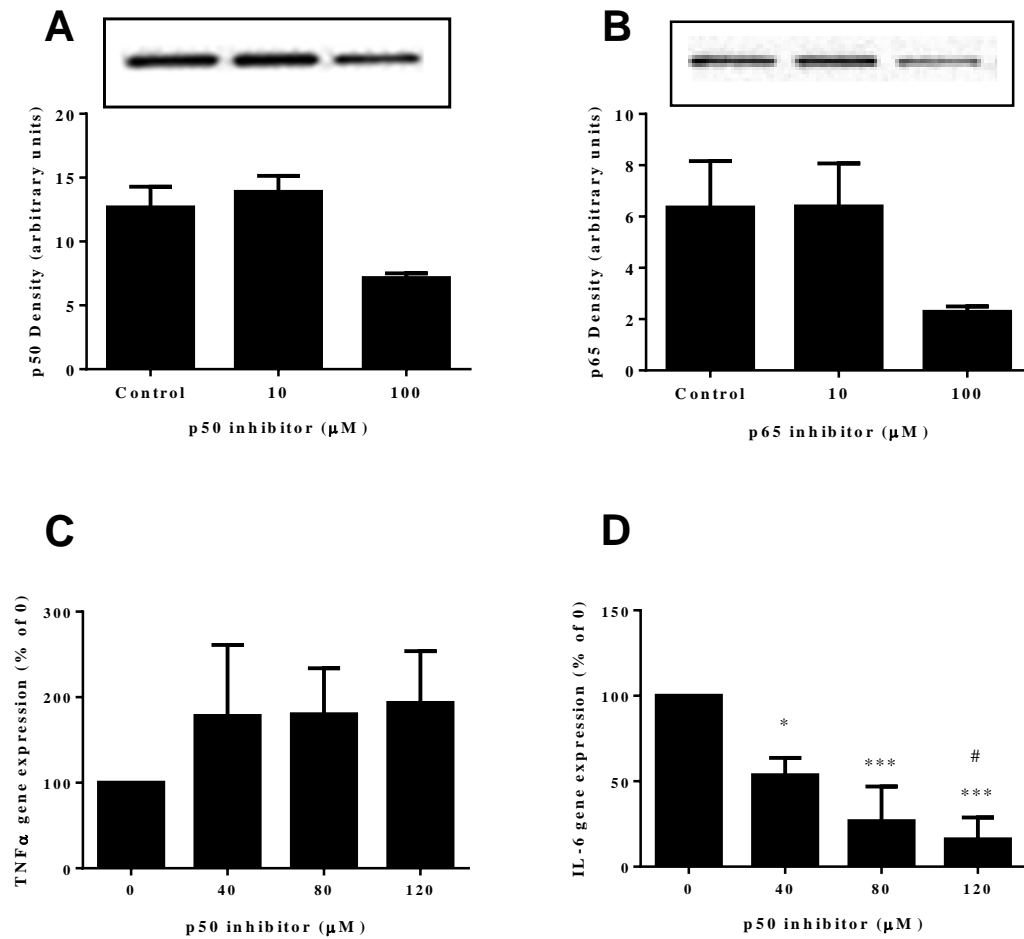 A
p50 Density (arbitrary units)
20
15
10
5
0
Control 10 100
p50 inhibitor (μM)
B
p65 Density (arbitrary units)
10
8
6
4
2
0
Control 10 100
p65 inhibitor (μM)
C
TNFα gene expression (% of 0)
300
200
100
0
0 40 80 120
p50 inhibitor (μM)
D
IL-6 gene expression (% of 0)
150
100
50
0
*
***
#
***
0 40 80 120
p50 inhibitor (μM)